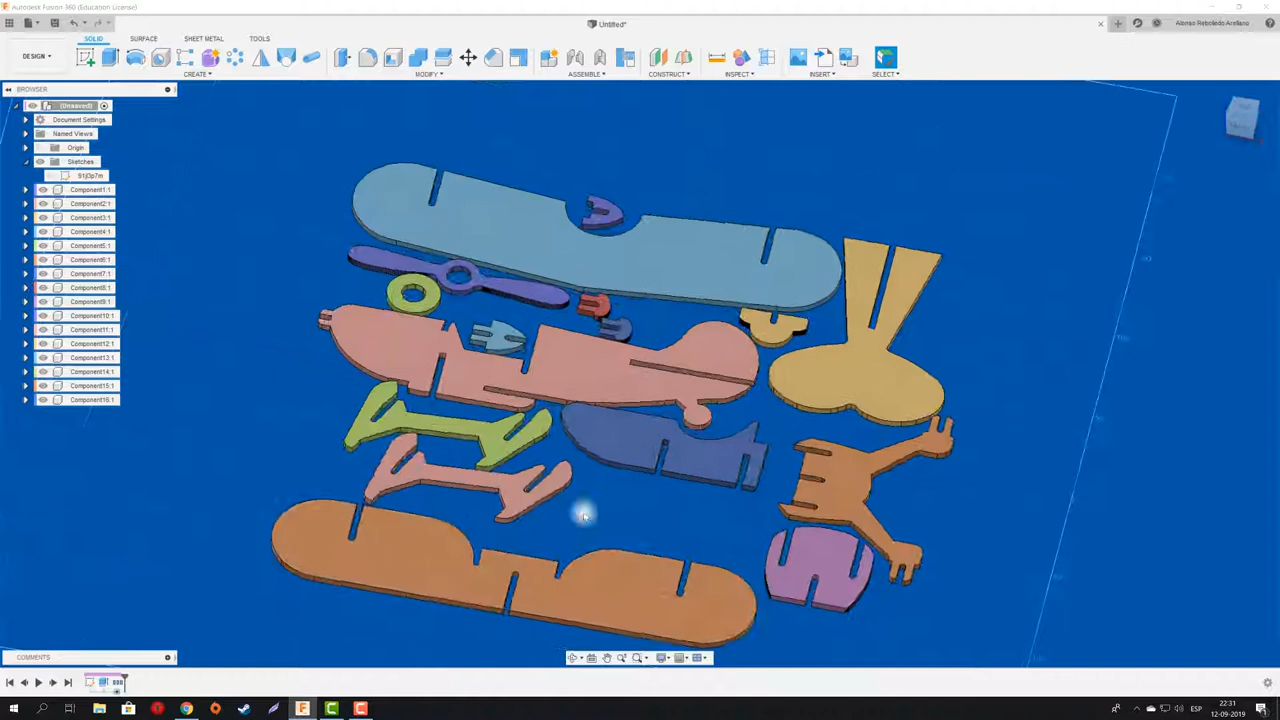 Autodesk Fusion 360 (Education License)
Untitled*
Alonso Rebolledo Arellano
SOLID SURFACE SHEET METAL TOOLS
DESIGN
CREATE MODIFY ASSEMBLE CONSTRUCT INSPECT INSERT SELECT
BROWSER
(Unsaved)
Document Settings
Named Views
Origin
Sketches
Component1:1
Component2:1
Component3:1
Component4:1
Component5:1
Component6:1
Component7:1
Component8:1
Component9:1
Component10:1
Component11:1
Component12:1
Component13:1
Component14:1
Component15:1
Component16:1
COMMENTS
ESP
22:31
12-09-2019